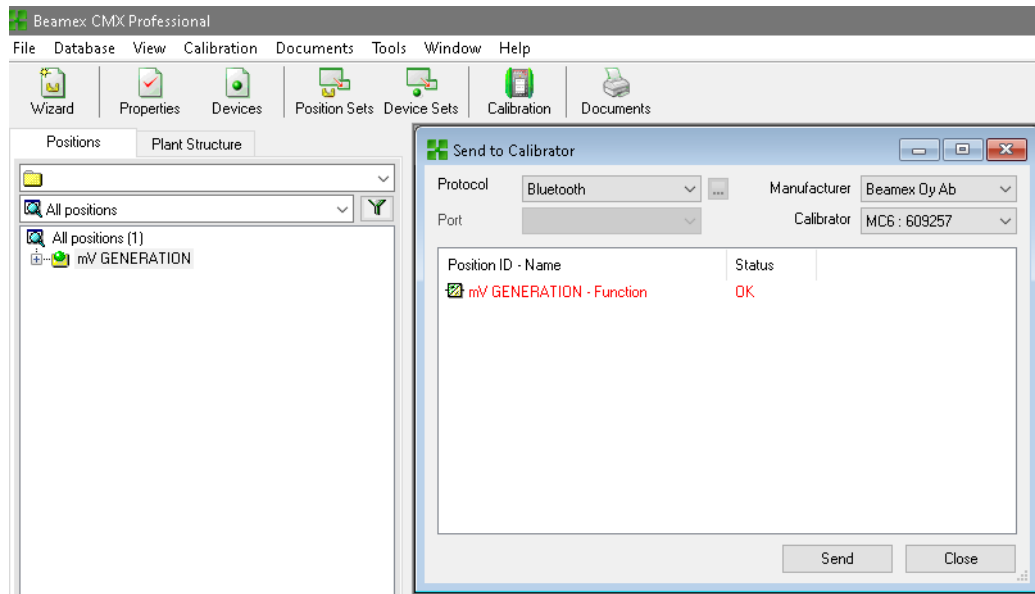 Beamex CMX Professional
File Database View Calibration Documents Tools Window Help
Wizard Properties Devices Position Sets Device Sets Calibration Documents
Positions Plant Structure
All positions
All positions (1)
mV GENERATION
Send to Calibrator
Protocol Bluetooth ... Manufacturer Beamex Oy Ab
Port Calibrator MC6 : 609257
Position ID - Name Status
mV GENERATION - Function OK
Send Close